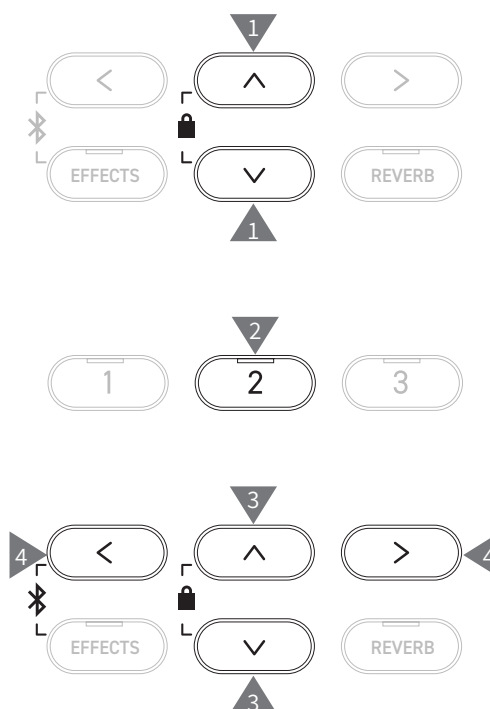 1
< ∧ >
EFFECTS ∨ REVERB
1
2
1 2 3
3
4 < ∧ > 4
EFFECTS ∨ REVERB
3